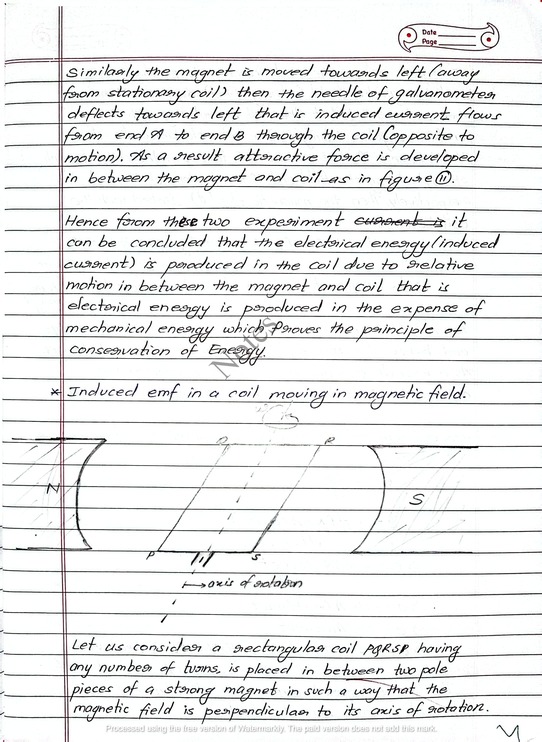 Date
Page
Similarly the magnet is moved towards left (away
from stationary coil) then the needle of galvanometer
deflects towards left that is induced current flows
from end A to end B through the coil (opposite to
motion). As a result attractive force is developed
in between the magnet and coil as in figure (ii).
Hence from these two experiment current is it
can be concluded that the electrical energy (induced
current) is produced in the coil due to relative
motion in between the magnet and coil that is
electrical energy is produced in the expense of
mechanical energy which proves the principle of
conservation of Energy.
Notes
* Induced emf in a coil moving in magnetic field.
Q R
N S
P S
axis of rotation
Let us consider a rectangular coil PQRSP having
any number of turns, is placed in between two pole
pieces of a strong magnet in such a way that the
magnetic field is perpendicular to its axis of rotation.
Processed using the free version of Watermarkly. The paid version does not add this mark.